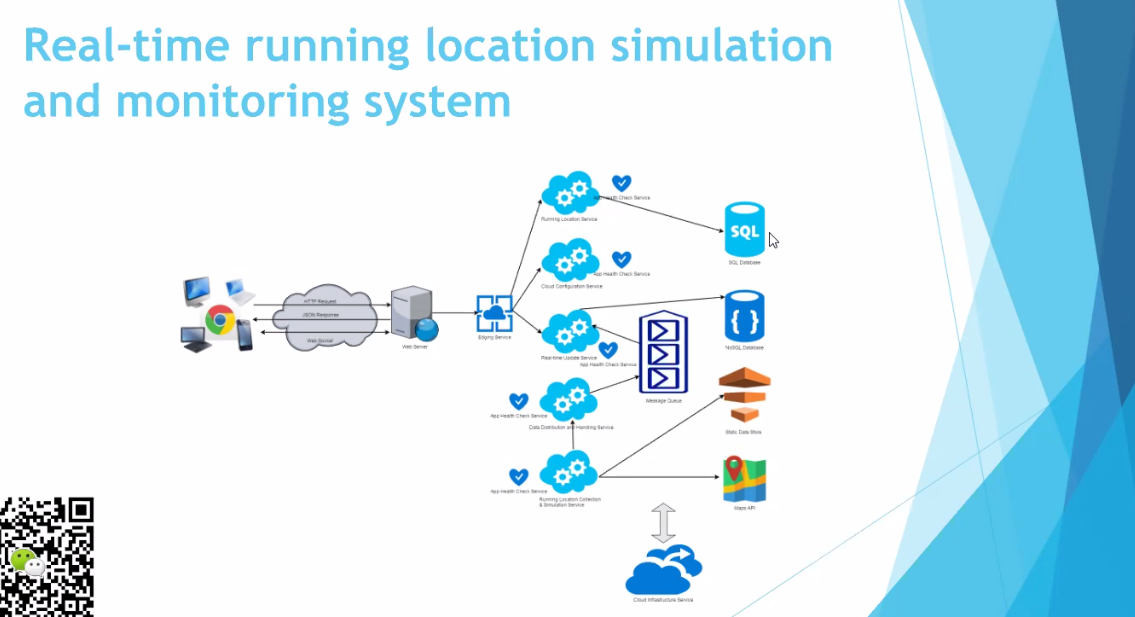 Real-time running location simulation
and monitoring system
App Health Check Service
Running Location Service
SQL
SQL Database
App Health Check Service
Cloud Configuration Service
HTTP Request
JSON Response
Web Socket
Web Server
Edging Service
{ }
NoSQL Database
Real-time Update Service
App Health Check Service
Message Queue
App Health Check Service
Data Distribution and Handling Service
Static Data Store
App Health Check Service
Running Location Collection
& Simulation Service
Maps API
Cloud Infrastructure Service